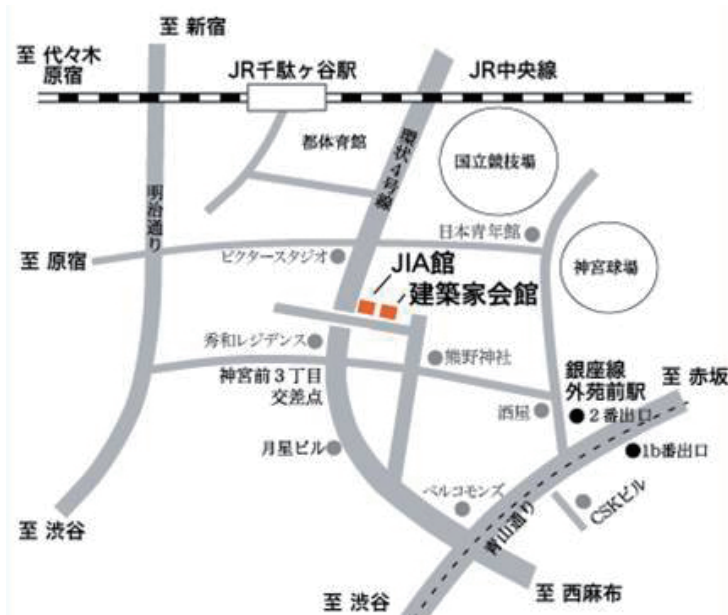 至 新宿
至 代々木
原宿
JR千駄ヶ谷駅
JR中央線
都体育館
環状4号線
国立競技場
明治通り
日本青年館
至 原宿
ビクタースタジオ
JIA館
神宮球場
建築家会館
秀和レジデンス
熊野神社
神宮前3丁目
交差点
銀座線
外苑前駅
至 赤坂
酒屋
2番出口
月星ビル
1b番出口
ベルコモンズ
CSKビル
青山通り
至 渋谷
至 西麻布
至 渋谷